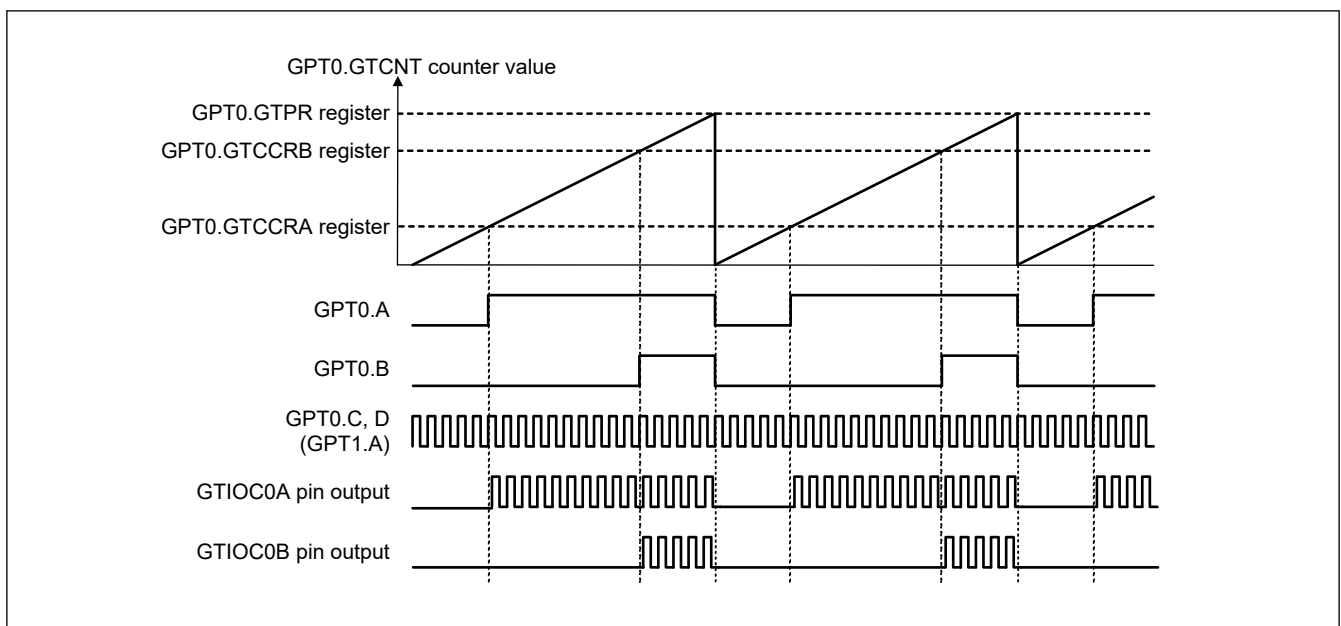 GPT0.GTCNT counter value
GPT0.GTPR register
GPT0.GTCCRB register
GPT0.GTCCRA register
GPT0.A
GPT0.B
GPT0.C, D
(GPT1.A)
GTIOC0A pin output
GTIOC0B pin output